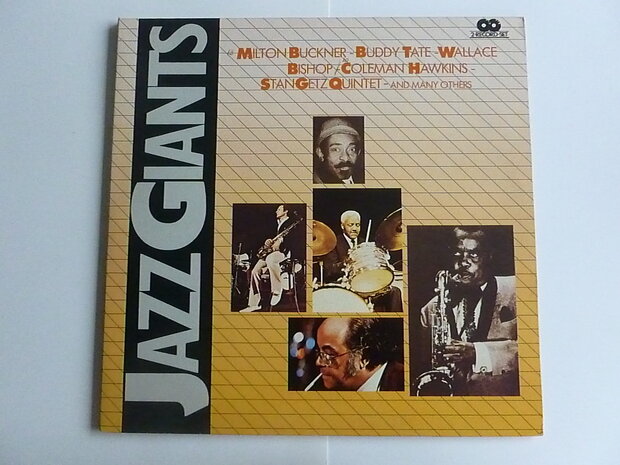 JAZZ GIANTS
MILTON BUCKNER - BUDDY TATE - WALLACE
BISHOP / COLEMAN HAWKINS -
STAN GETZ QUINTET - AND MANY OTHERS
2-RECORD-SET